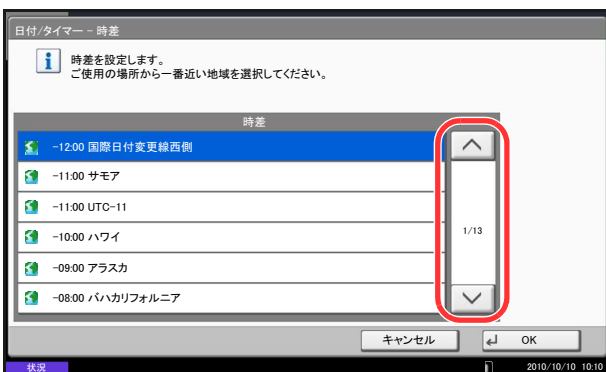 日付/タイマー - 時差
時差を設定します。
ご使用の場所から一番近い地域を選択してください。
時差
-12:00 国際日付変更線西側
-11:00 サモア
-11:00 UTC-11
-10:00 ハワイ
1/13
-09:00 アラスカ
-08:00 バハカリフォルニア
キャンセル
OK
状況
2010/10/10 10:10